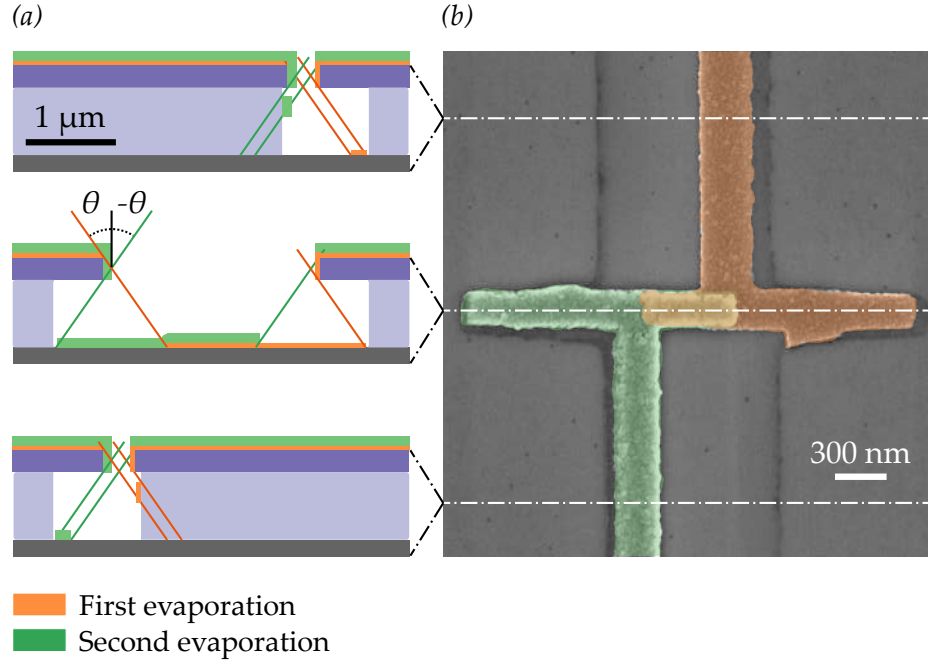 (a)
(b)
1 μm
θ -θ
300 nm
First evaporation
Second evaporation